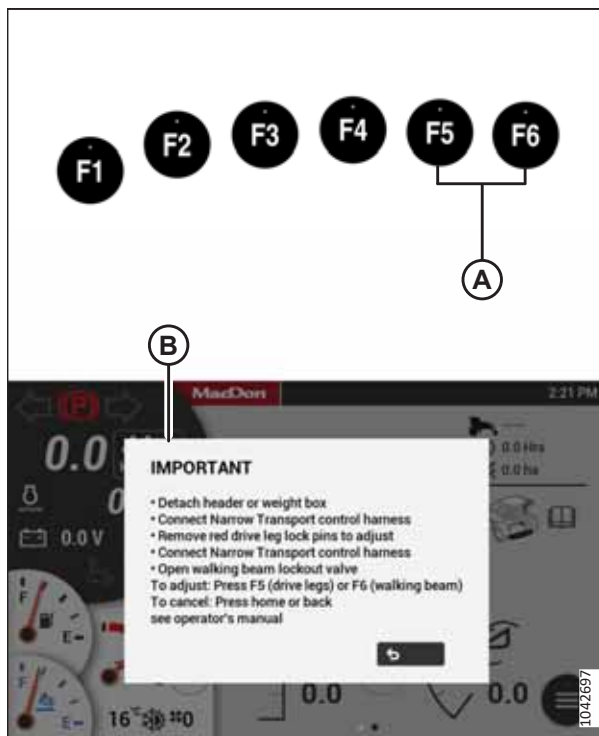 F1 F2 F3 F4 F5 F6
A
B
MacDon 2:21 PM
P
0.0
0.0 Hrs
0.0 ha
0
0.0 V
IMPORTANT
• Detach header or weight box
• Connect Narrow Transport control harness
• Remove red drive leg lock pins to adjust
• Connect Narrow Transport control harness
• Open walking beam lockout valve
To adjust: Press F5 (drive legs) or F6 (walking beam)
To cancel: Press home or back
see operator's manual
F
E
F
E
16°C
0
0.0
0.0
1042697